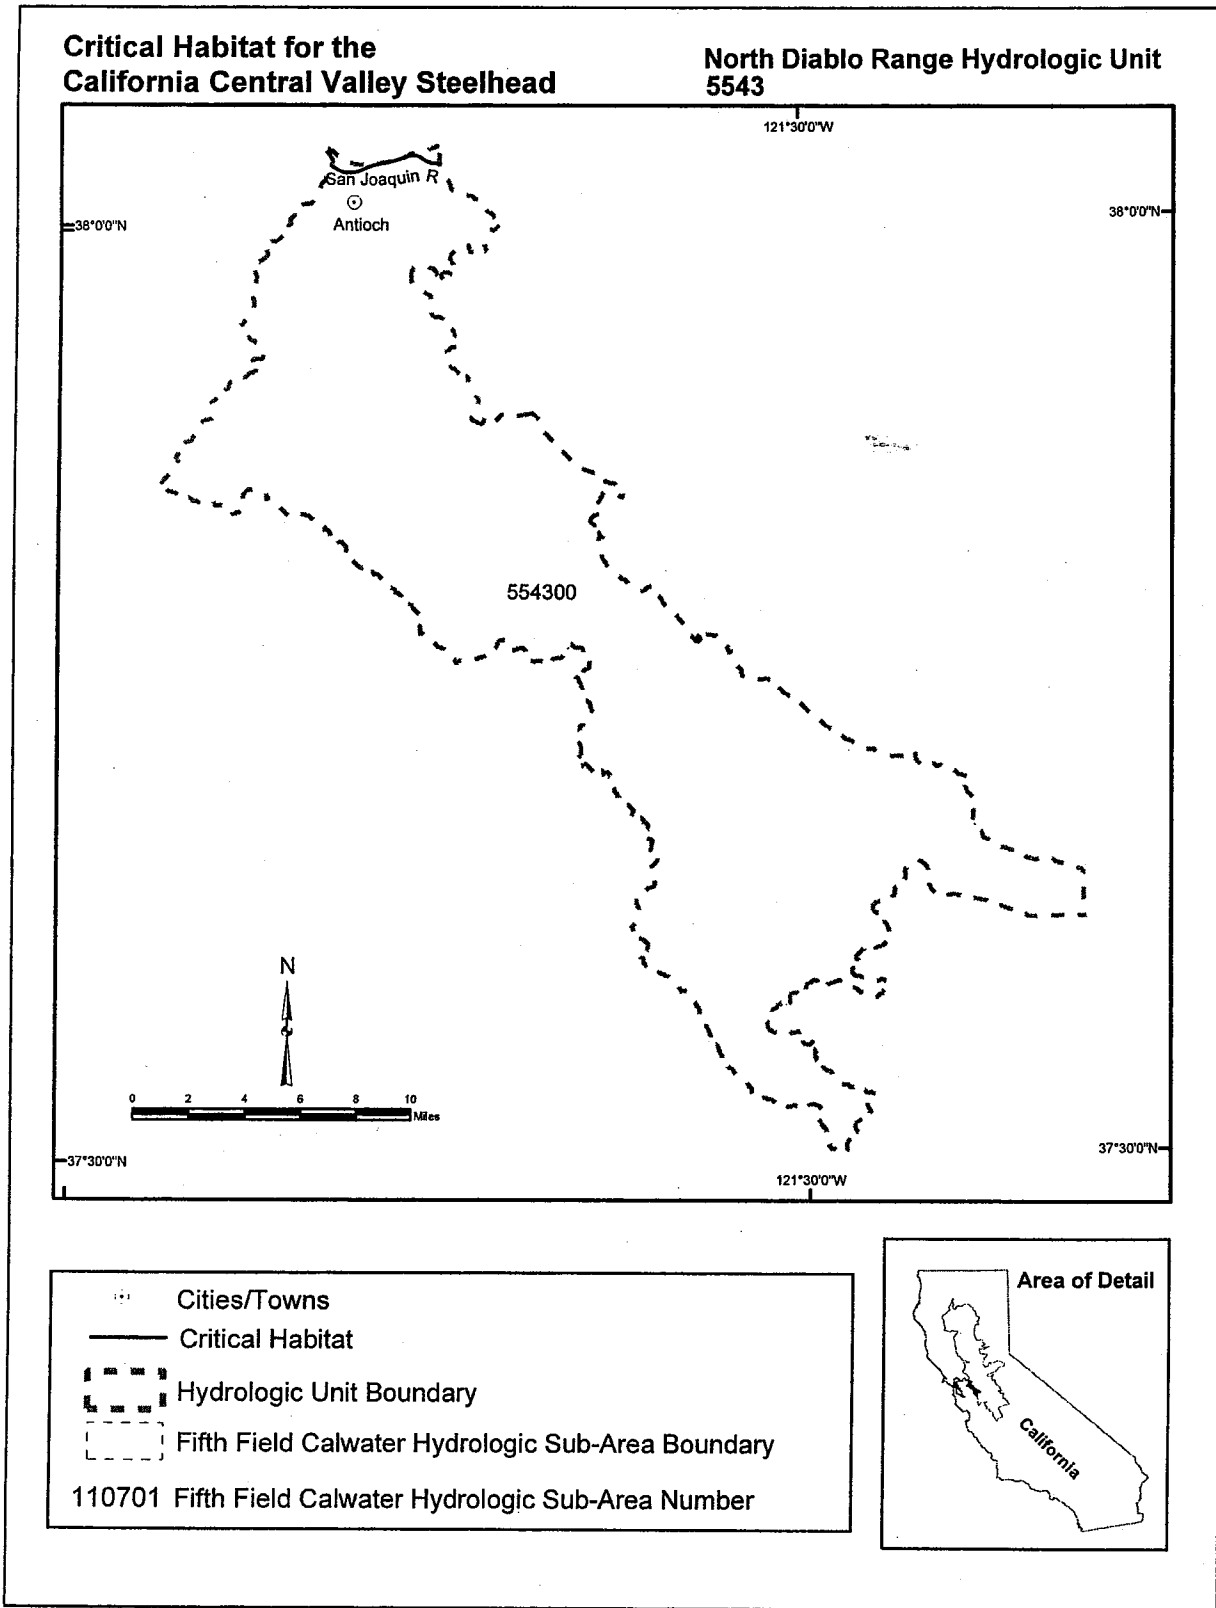 Critical Habitat for the
California Central Valley Steelhead
North Diablo Range Hydrologic Unit
5543
121°30'0"W
San Joaquin R
Antioch
38°0'0"N
38°0'0"N
554300
N
0 2 4 6 8 10
Miles
37°30'0"N
37°30'0"N
121°30'0"W
Cities/Towns
Critical Habitat
Hydrologic Unit Boundary
Fifth Field Calwater Hydrologic Sub-Area Boundary
110701 Fifth Field Calwater Hydrologic Sub-Area Number
Area of Detail
California